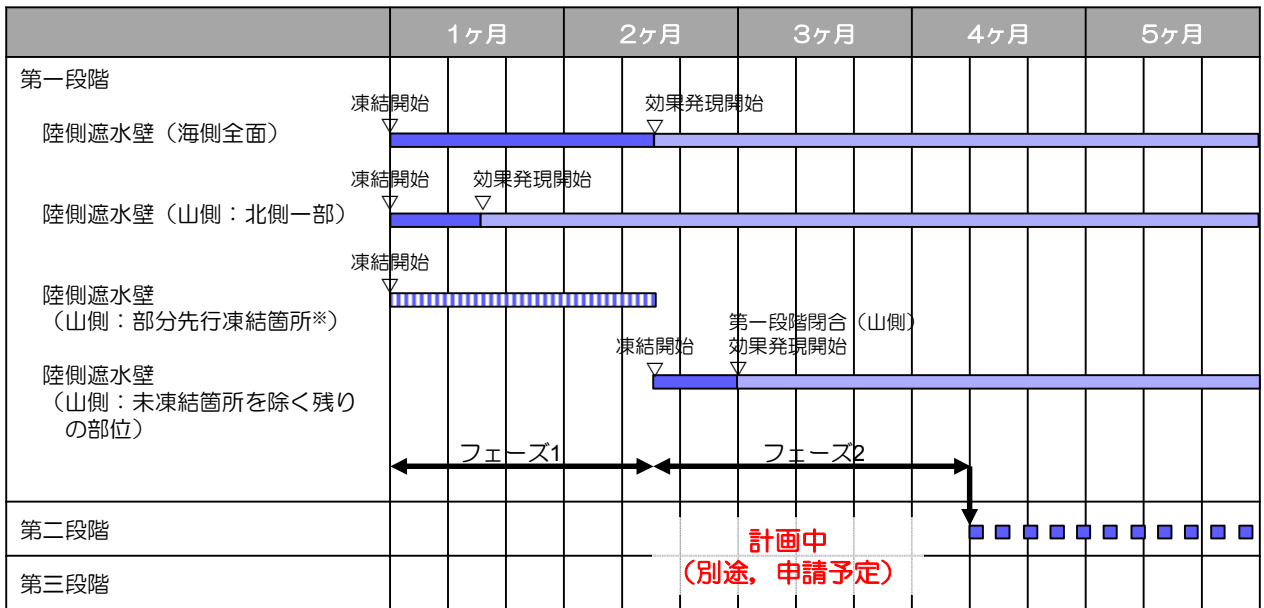 1ヶ月 2ヶ月 3ヶ月 4ヶ月 5ヶ月
第一段階
凍結開始 効果発現開始
陸側遮水壁（海側全面）
凍結開始 効果発現開始
陸側遮水壁（山側：北側一部）
凍結開始
陸側遮水壁
（山側：部分先行凍結箇所※）
第一段階閉合（山側）
凍結開始 効果発現開始
陸側遮水壁
（山側：未凍結箇所を除く残り
の部位）
フェーズ1 フェーズ2
第二段階
計画中
（別途，申請予定）
第三段階